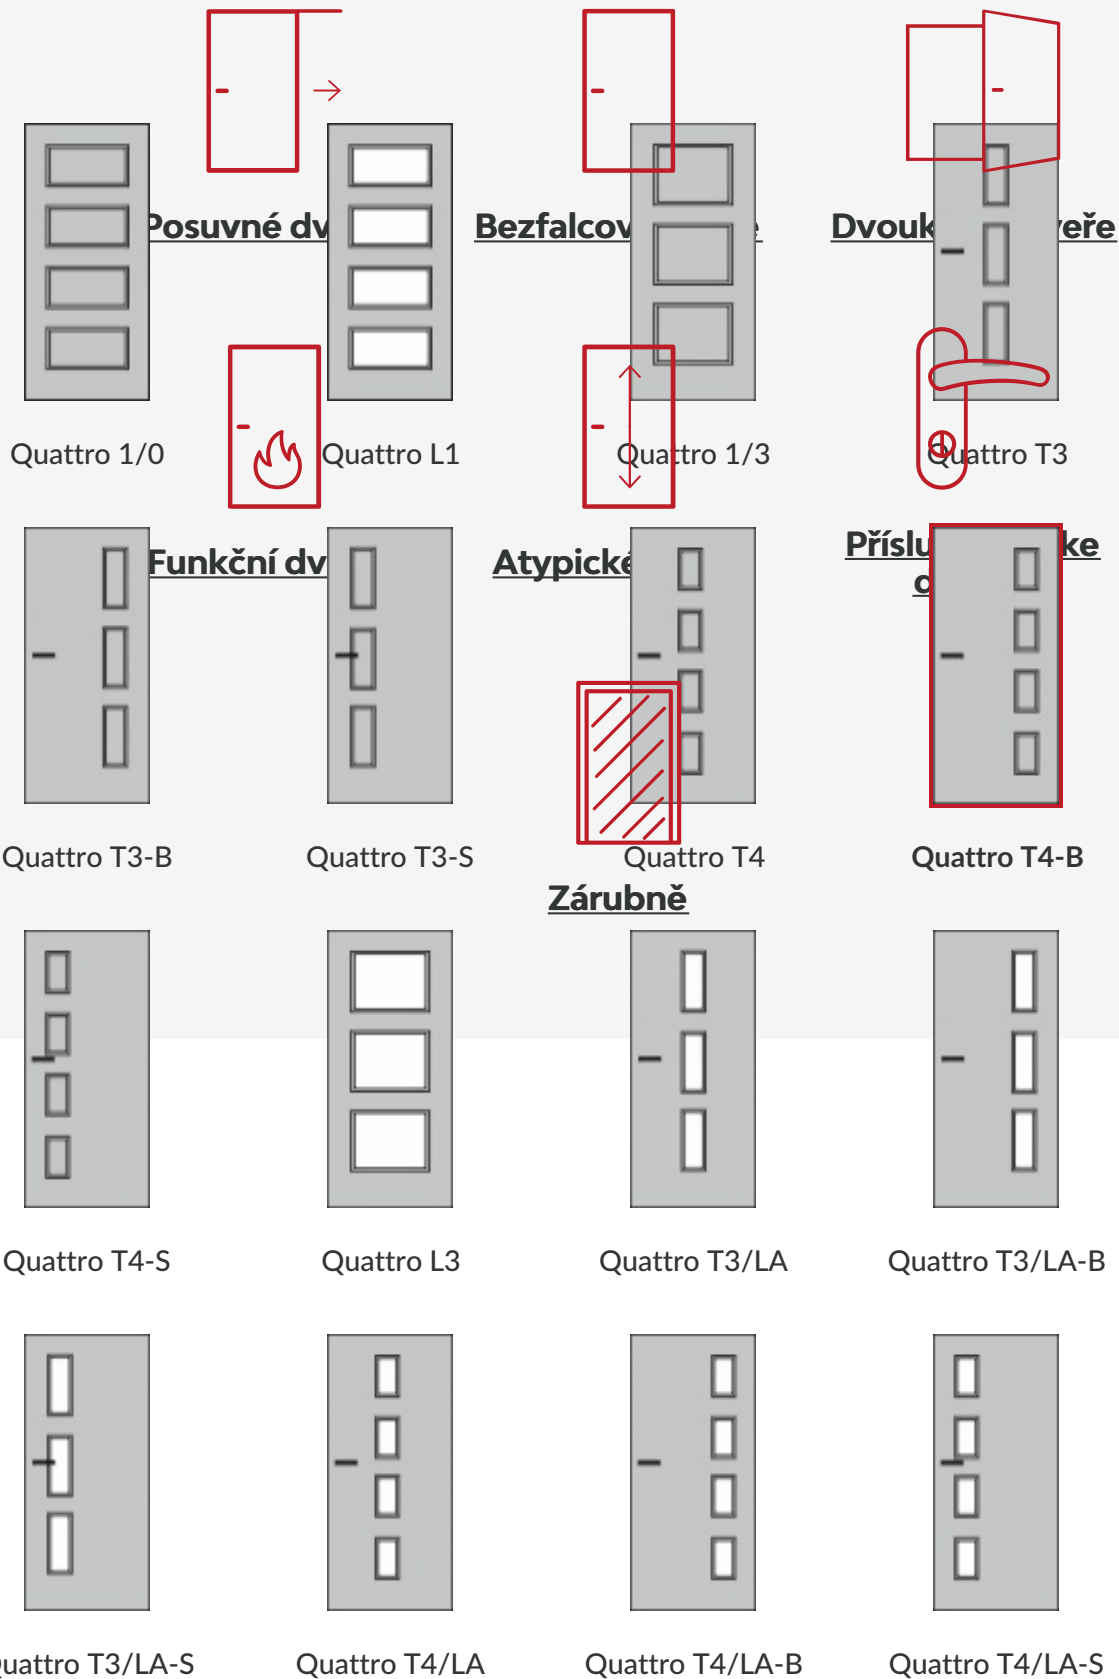 Posuvné dv
Bezfalcov
Dvouk
veře
Quattro 1/0
Quattro L1
Quattro 1/3
Quattro T3
Funkční dv
Atypické
Příslu
ke
Quattro T3-B
Quattro T3-S
Quattro T4
Quattro T4-B
Zárubně
Quattro T4-S
Quattro L3
Quattro T3/LA
Quattro T3/LA-B
uattro T3/LA-S
Quattro T4/LA
Quattro T4/LA-B
Quattro T4/LA-S